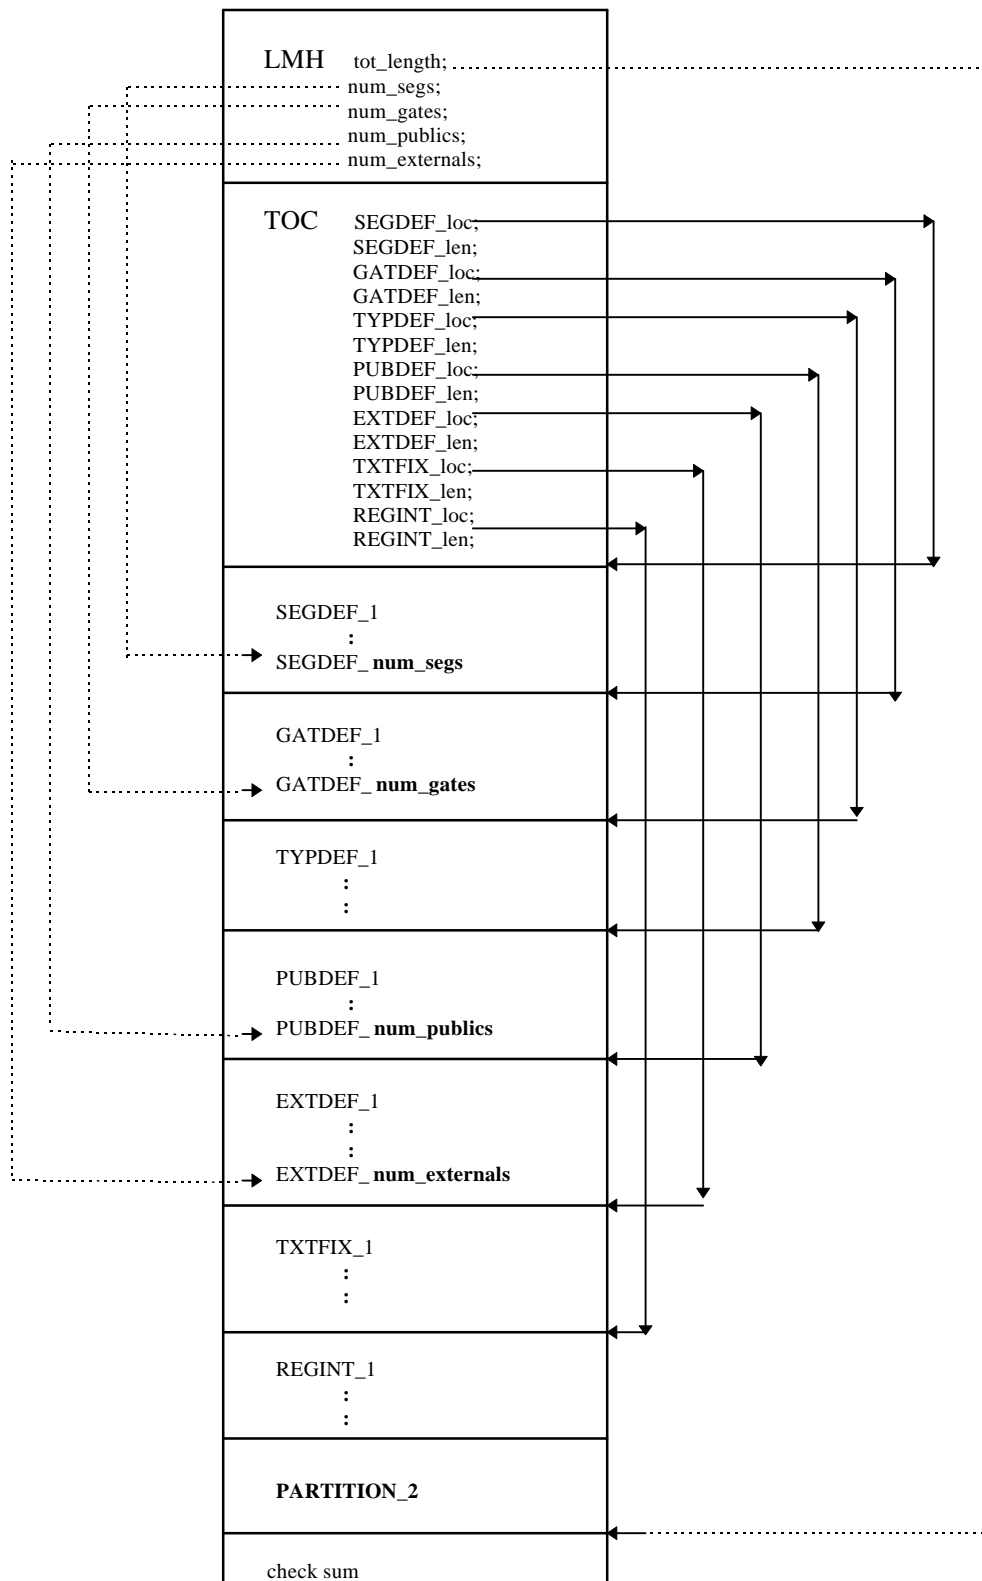 LMH tot_length;
num_segs;
num_gates;
num_publics;
num_externals;
TOC SEGDEF_loc;
SEGDEF_len;
GATDEF_loc;
GATDEF_len;
TYPDEF_loc;
TYPDEF_len;
PUBDEF_loc;
PUBDEF_len;
EXTDEF_loc;
EXTDEF_len;
TXTFIX_loc;
TXTFIX_len;
REGINT_loc;
REGINT_len;
SEGDEF_1
:
SEGDEF_ num_segs
GATDEF_1
:
GATDEF_ num_gates
TYPDEF_1
:
:
PUBDEF_1
:
PUBDEF_ num_publics
EXTDEF_1
:
:
EXTDEF_ num_externals
TXTFIX_1
:
:
REGINT_1
:
:
PARTITION_2
check sum